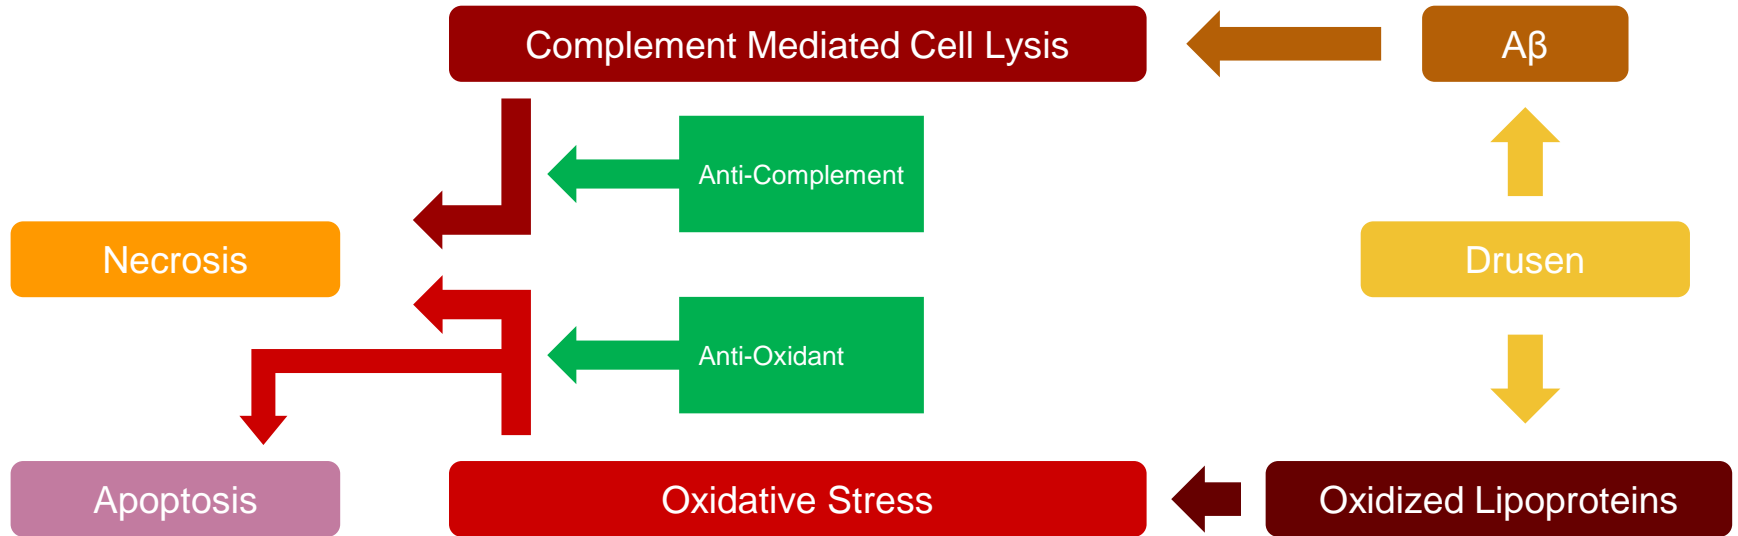 Complement Mediated Cell Lysis
Aβ
Anti-Complement
Necrosis
Drusen
Anti-Oxidant
Apoptosis
Oxidative Stress
Oxidized Lipoproteins